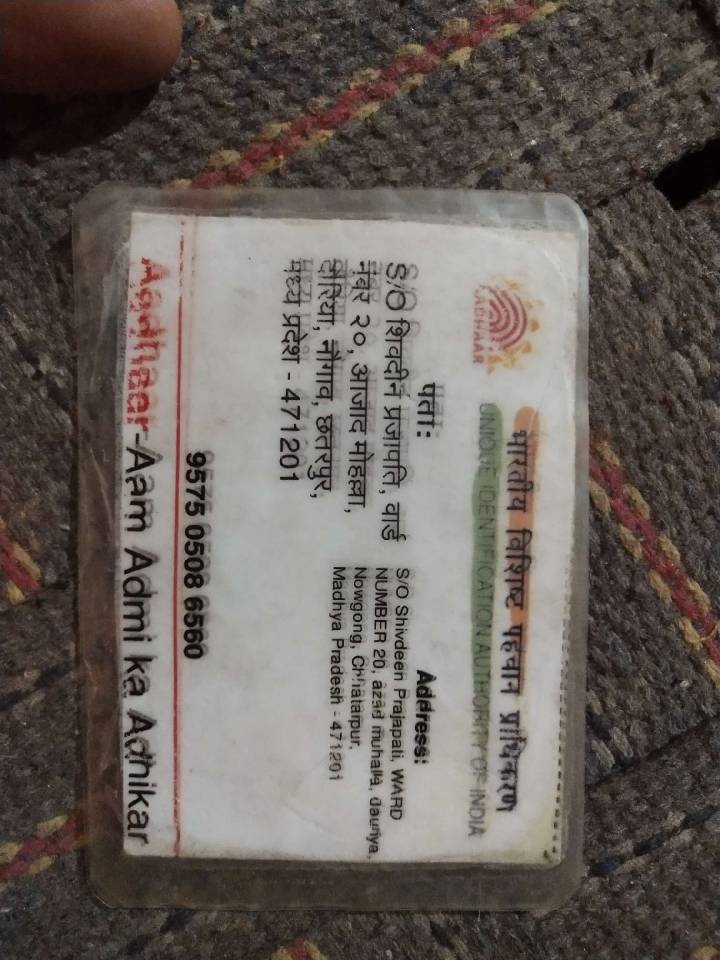 भारतीय विशिष्ट पहचान प्राधिकरण
UNIQUE IDENTIFICATION AUTHORITY OF INDIA
AADHAAR
पता:
S/O शिवदीन प्रजापति, वार्ड
नंबर २०, आजाद मोहल्ला,
दौरिया, नौगाव, छतरपुर,
मध्य प्रदेश - 471201
Address:
S/O Shivdeen Prajapati, WARD
NUMBER 20, azad muhalla, dauriya,
Nowgong, Chhatarpur,
Madhya Pradesh - 471201
9575 0508 6560
Aadhaar-Aam Admi ka Adhikar